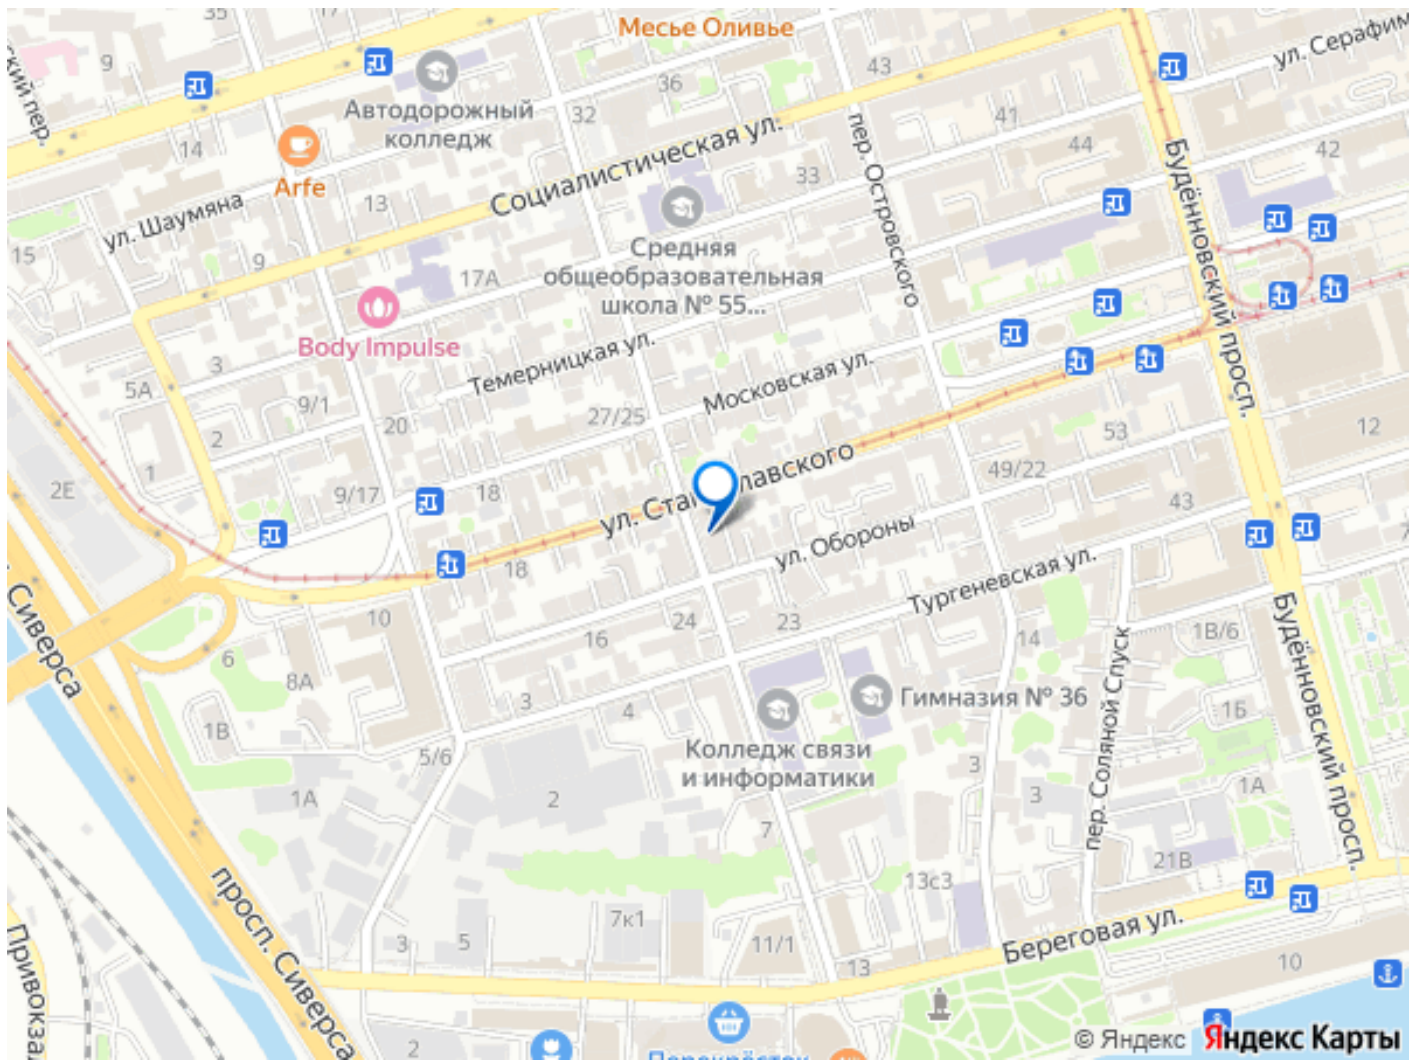 35
Месье Оливье
ул. Серафим
ский пер.
9
36
43
Автодорожный
колледж
32
41
14
44
42
Arfe
Социалистическая ул.
пер. Островского
Будённовский просп.
33
ул. Шаумяна
13
15
9
17А
Средняя
общеобразовательная
школа № 55...
Body Impulse
3
5А
Темерницкая ул.
Московская ул.
9/1
27/25
20
2
1
2Е
9/17
18
ул. Станиславского
53
12
49/22
43
18
ул. Обороны
Тургеневская ул.
Сиверса
10
16
24
23
14
1В/6
Будённовский просп.
6
8А
3
4
Гимназия № 36
1Б
1В
5/6
Колледж связи
и информатики
пер. Соляной Спуск
1А
2
3
3
1А
7
21В
13с3
просп. Сиверса
7к1
3
5
11/1
13
Береговая ул.
10
Привокза
2
Перекрёсток
© Яндекс Яндекс Карты